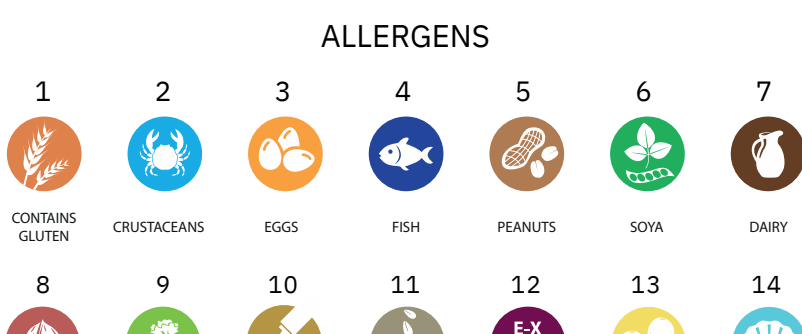 ALLERGENS
1 2 3 4 5 6 7
CONTAINS GLUTEN
CRUSTACEANS
EGGS
FISH
PEANUTS
SOYA
DAIRY
8 9 10 11 12 13 14
E-X